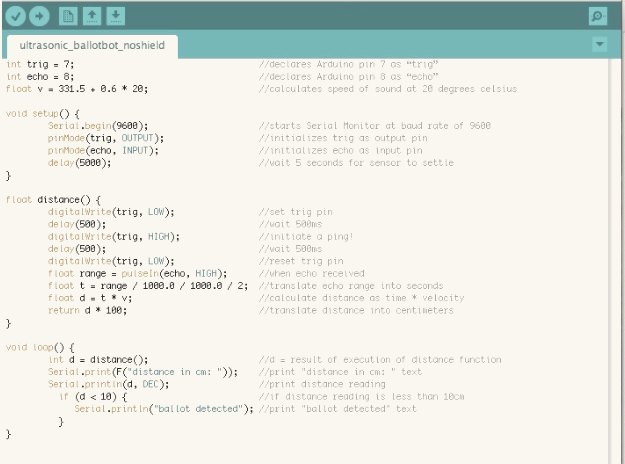 ultrasonic_ballotbot_noshield
int trig = 7; //declares Arduino pin 7 as “trig”
int echo = 8; //declares Arduino pin 8 as “echo”
float v = 331.5 + 0.6 * 20; //calculates speed of sound at 20 degrees celsius
void setup() {
Serial.begin(9600); //starts Serial Monitor at baud rate of 9600
pinMode(trig, OUTPUT); //initializes trig as output pin
pinMode(echo, INPUT); //initializes echo as input pin
delay(5000); //wait 5 seconds for sensor to settle
}
float distance() {
digitalWrite(trig, LOW); //set trig pin
delay(500); //wait 500ms
digitalWrite(trig, HIGH); //initiate a ping!
delay(500); //wait 500ms
digitalWrite(trig, LOW); //reset trig pin
float range = pulseIn(echo, HIGH); //when echo received
float t = range / 1000.0 / 1000.0 / 2; //translate echo range into seconds
float d = t * v; //calculate distance as time * velocity
return d * 100; //translate distance into centimeters
}
void loop() {
int d = distance(); //d = result of execution of distance function
Serial.print(F("distance in cm: ")); //print "distance in cm: " text
Serial.println(d, DEC); //print distance reading
if (d < 10) { //if distance reading is less than 10cm
Serial.println("ballot detected"); //print "ballot detected" text
}
}